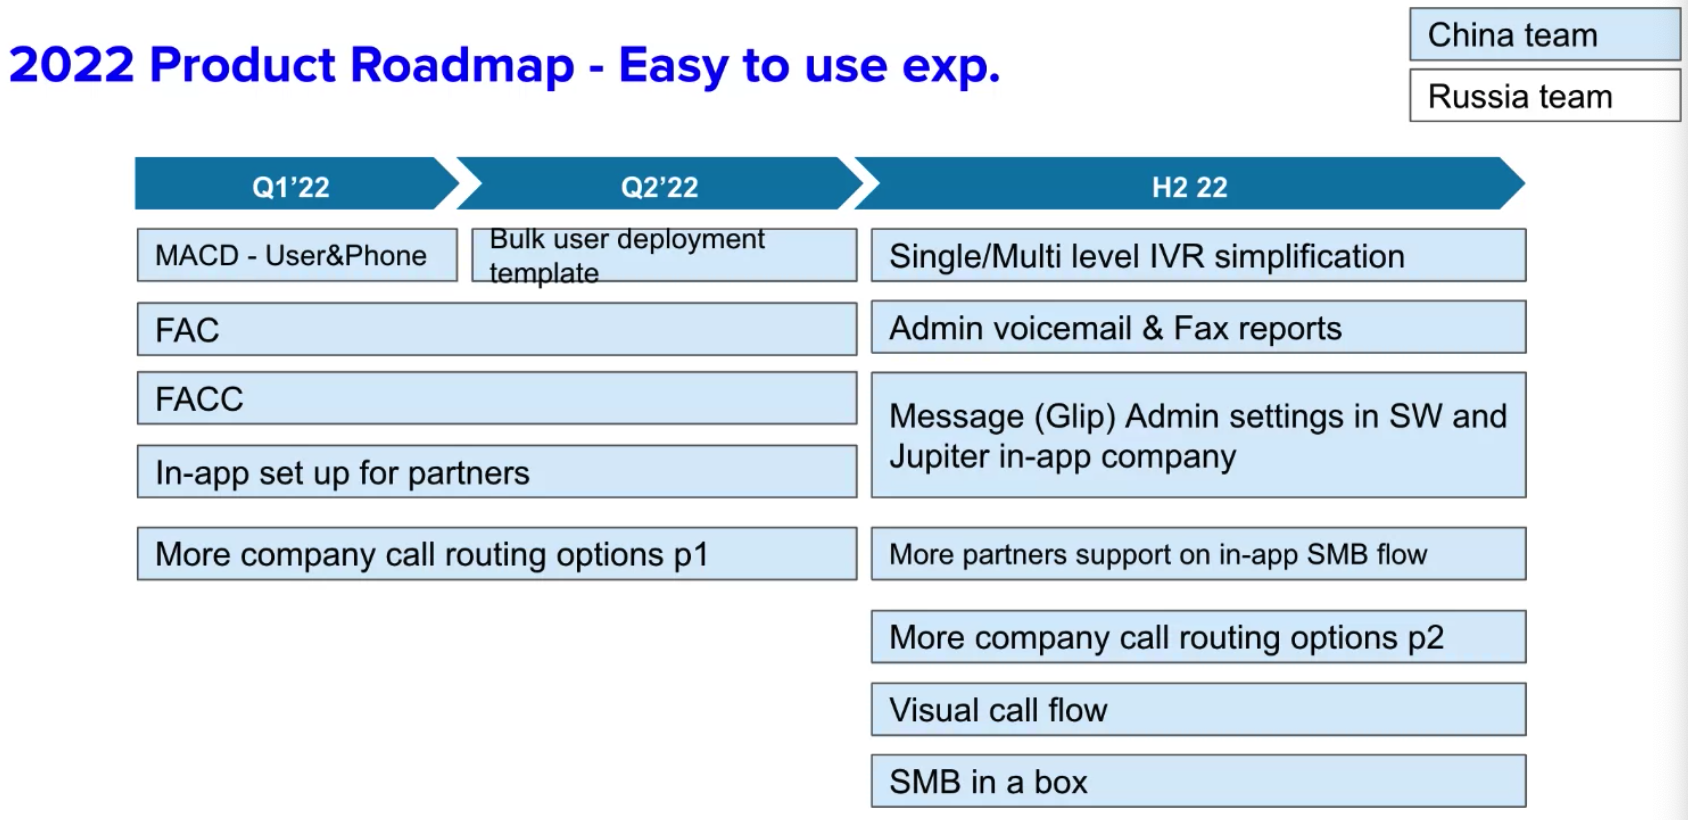 China team
2022 Product Roadmap - Easy to use exp.
Russia team
Q1’22
Q2’22
H2 22
MACD - User&Phone
Bulk user deployment
template
Single/Multi level IVR simplification
FAC
Admin voicemail & Fax reports
FACC
Message (Glip) Admin settings in SW and
Jupiter in-app company
In-app set up for partners
More company call routing options p1
More partners support on in-app SMB flow
More company call routing options p2
Visual call flow
SMB in a box